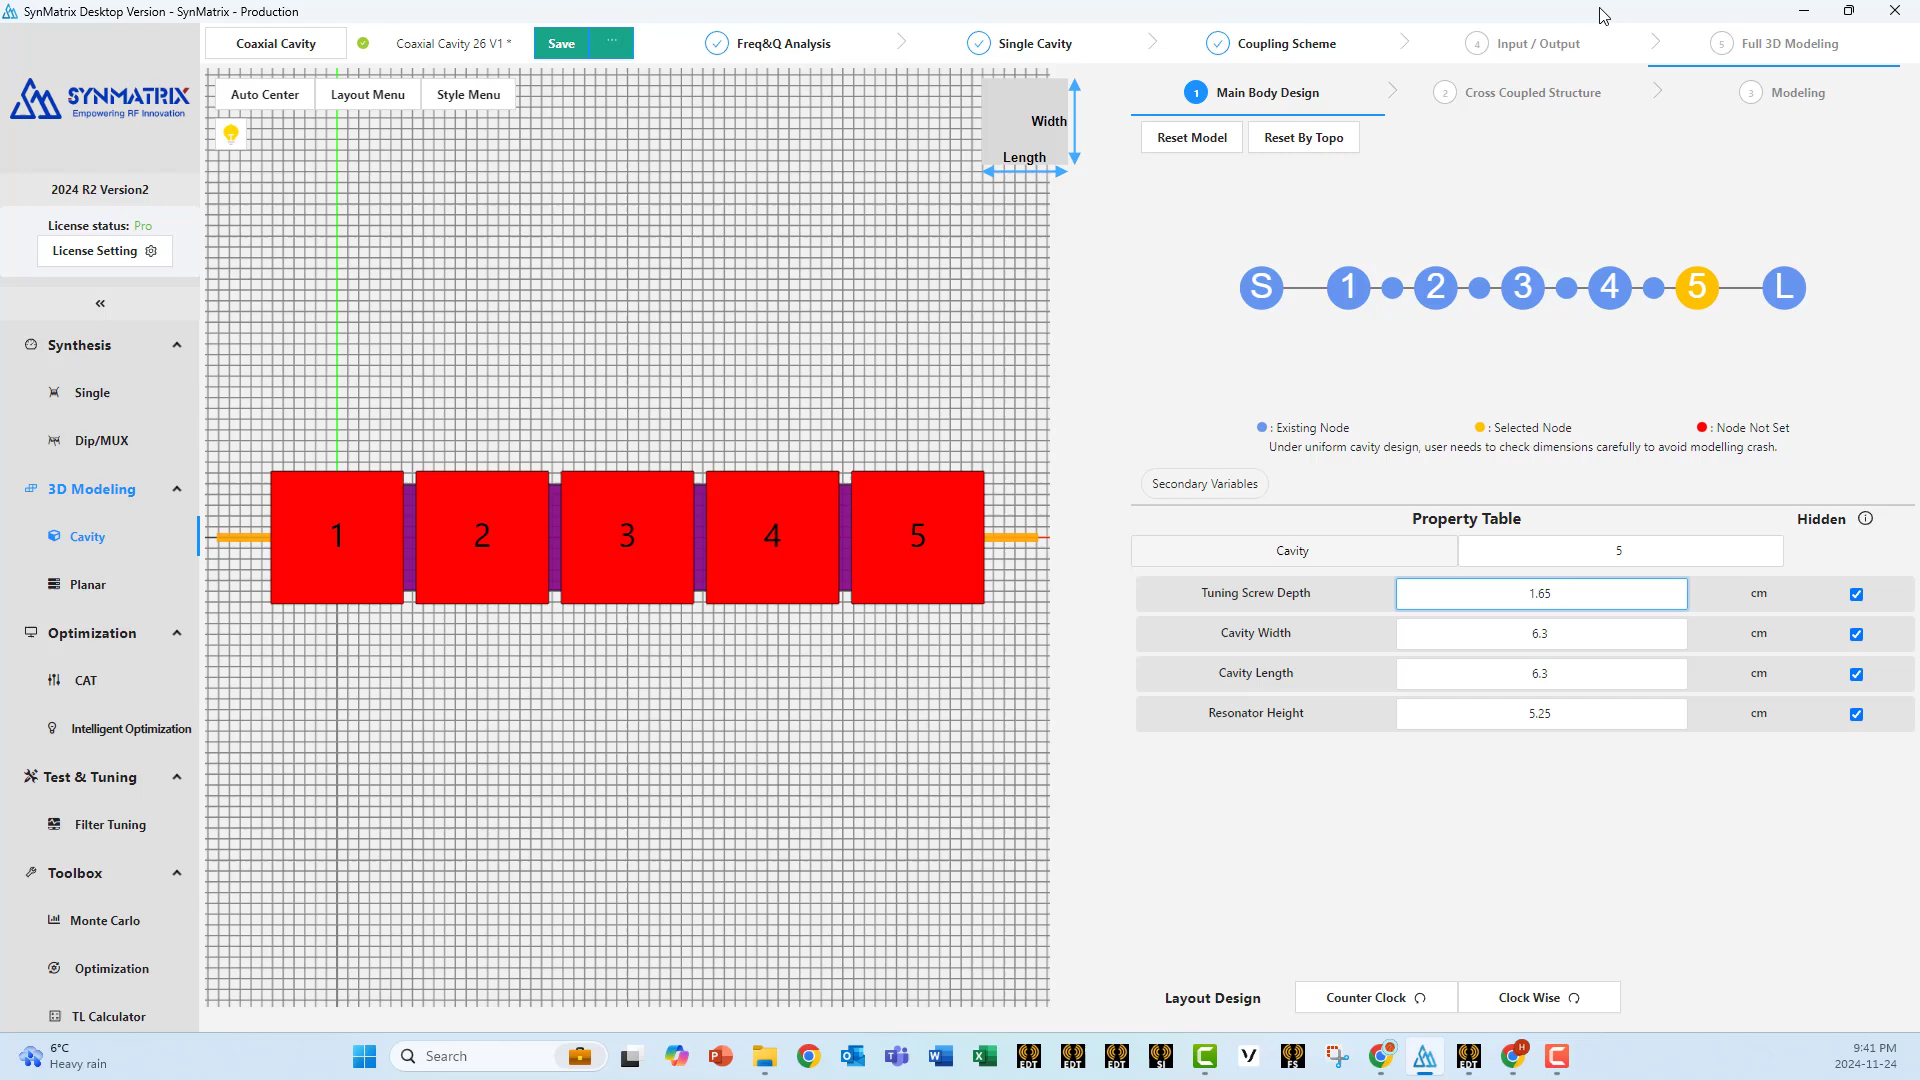 SynMatrix Desktop Version - SynMatrix - Production
SYNMATRIX
Empowering RF Innovation
2024 R2 Version2
License status: Pro
License Setting
«
Synthesis
Single
Dip/MUX
3D Modeling
Cavity
Planar
Optimization
CAT
Intelligent Optimization
Test & Tuning
Filter Tuning
Toolbox
Monte Carlo
Optimization
TL Calculator
Coaxial Cavity
Coaxial Cavity 26 V1 *
Save
...
Freq&Q Analysis
Single Cavity
Coupling Scheme
4 Input / Output
5 Full 3D Modeling
Auto Center
Layout Menu
Style Menu
Width
Length
1 2 3 4 5
1 Main Body Design
2 Cross Coupled Structure
3 Modeling
Reset Model
Reset By Topo
S 1 2 3 4 5 L
: Existing Node
: Selected Node
: Node Not Set
Under uniform cavity design, user needs to check dimensions carefully to avoid modelling crash.
Secondary Variables
Property Table
Hidden
Cavity 5
Tuning Screw Depth 1.65 cm
Cavity Width 6.3 cm
Cavity Length 6.3 cm
Resonator Height 5.25 cm
Layout Design
Counter Clock
Clock Wise
6°C
Heavy rain
Search
EDT
EDT
EDT
SI
FS
EDT
H
9:41 PM
2024-11-24